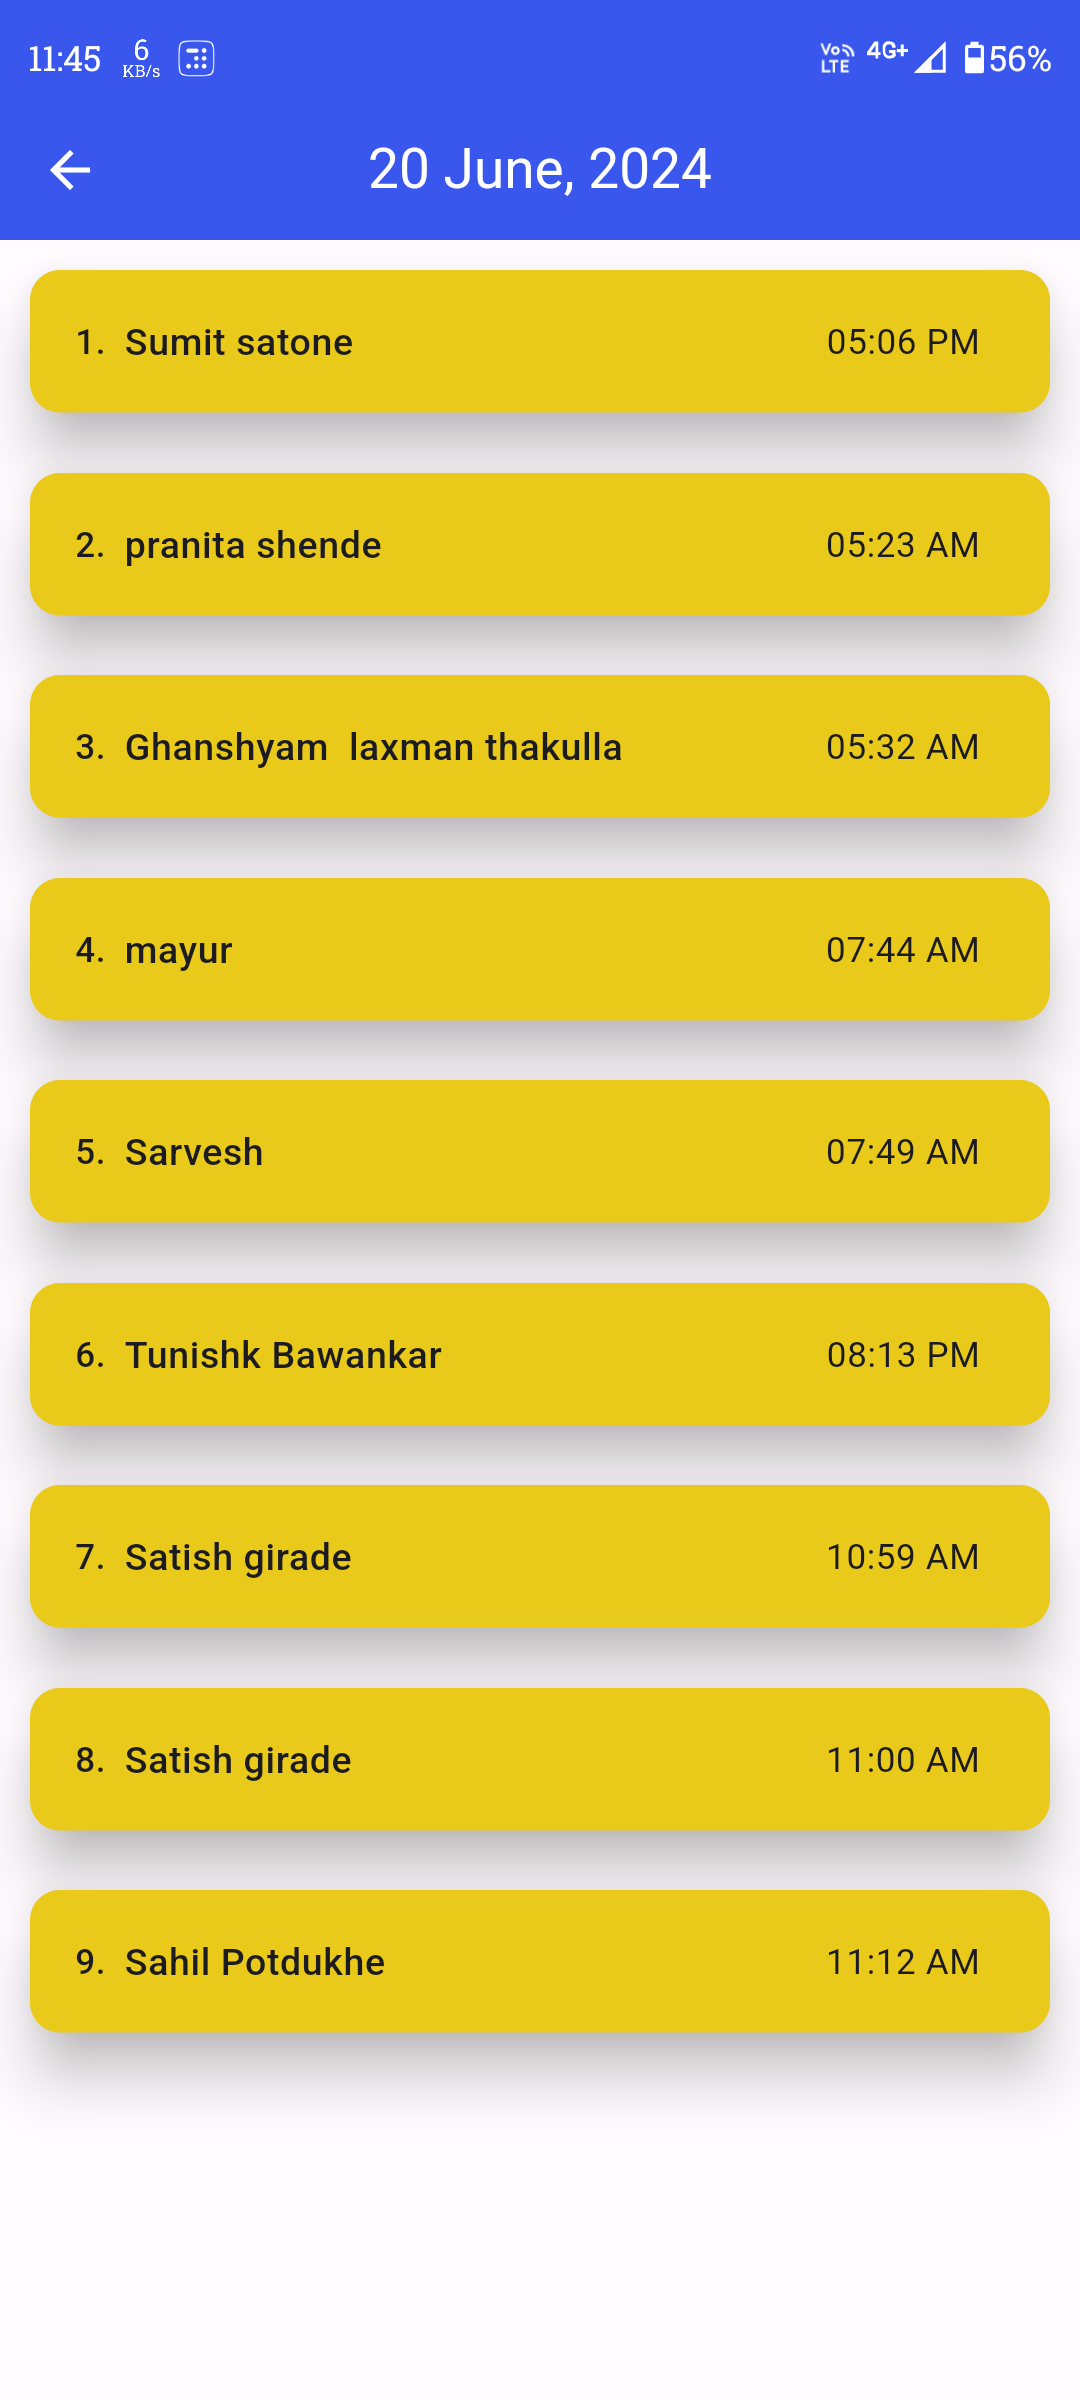 11:45 6 KB/s Vo LTE 4G+ 56%
20 June, 2024
1. Sumit satone 05:06 PM
2. pranita shende 05:23 AM
3. Ghanshyam  laxman thakulla 05:32 AM
4. mayur 07:44 AM
5. Sarvesh 07:49 AM
6. Tunishk Bawankar 08:13 PM
7. Satish girade 10:59 AM
8. Satish girade 11:00 AM
9. Sahil Potdukhe 11:12 AM